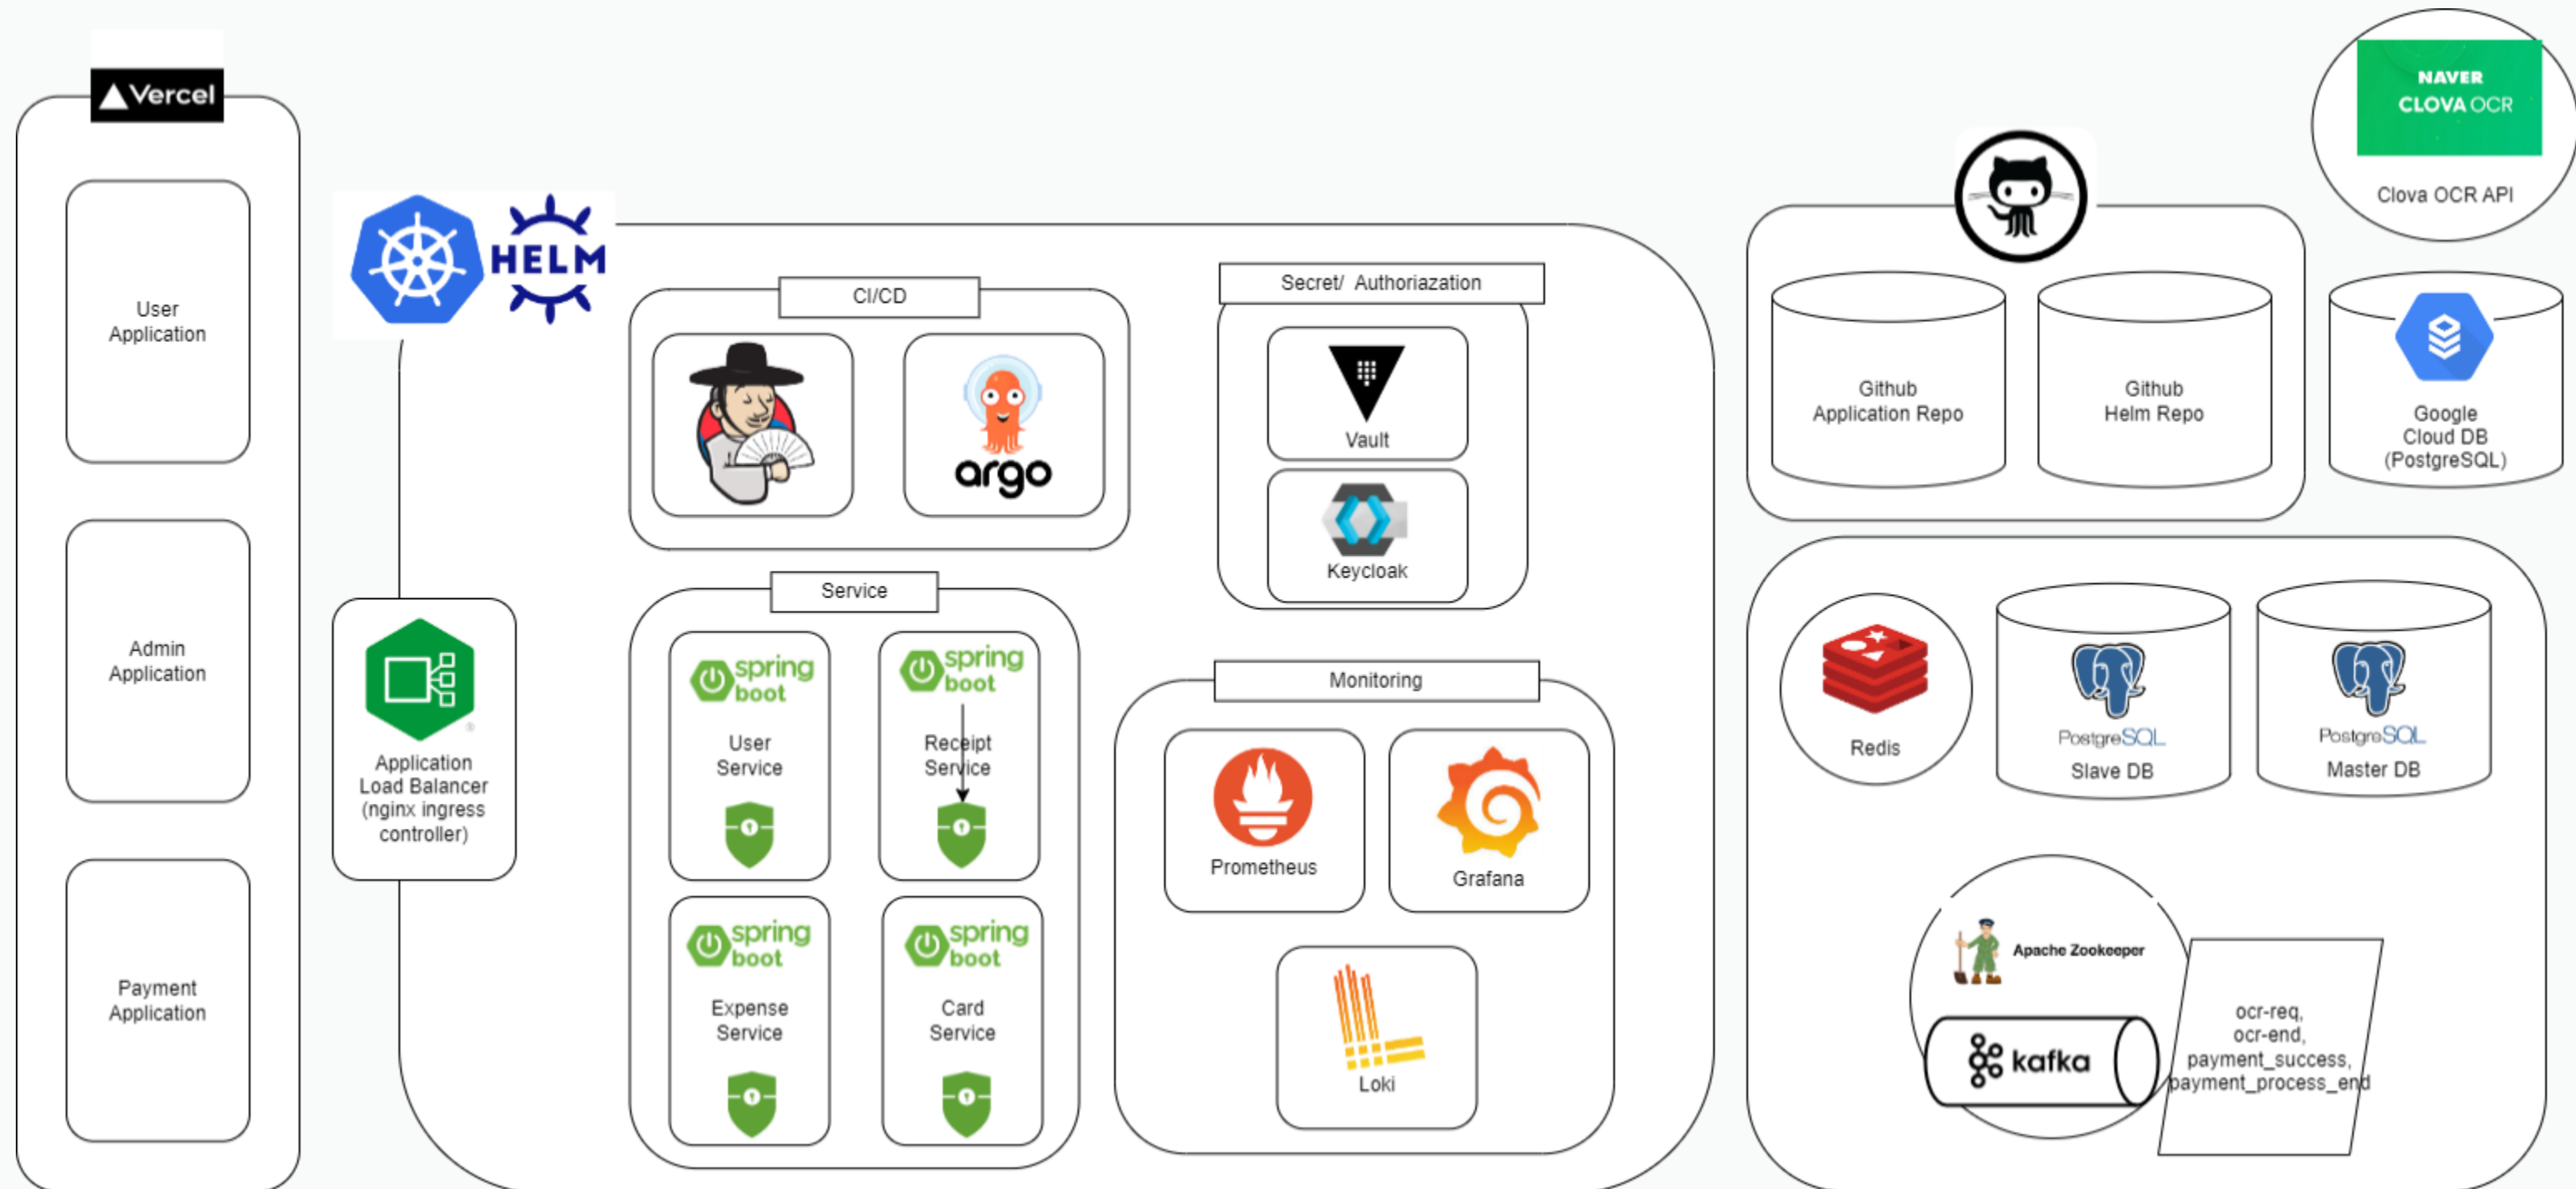 Vercel
User
Application
Admin
Application
Payment
Application
HELM
Application
Load Balancer
(nginx ingress
controller)
CI/CD
argo
Secret/ Authoriazation
Vault
Keycloak
Service
spring
boot
User
Service
spring
boot
Receipt
Service
spring
boot
Expense
Service
spring
boot
Card
Service
Monitoring
Prometheus
Grafana
Loki
Github
Application Repo
Github
Helm Repo
NAVER
CLOVA OCR
Clova OCR API
Google
Cloud DB
(PostgreSQL)
Redis
PostgreSQL
Slave DB
PostgreSQL
Master DB
Apache Zookeeper
kafka
ocr-req,
ocr-end,
payment_success,
payment_process_end